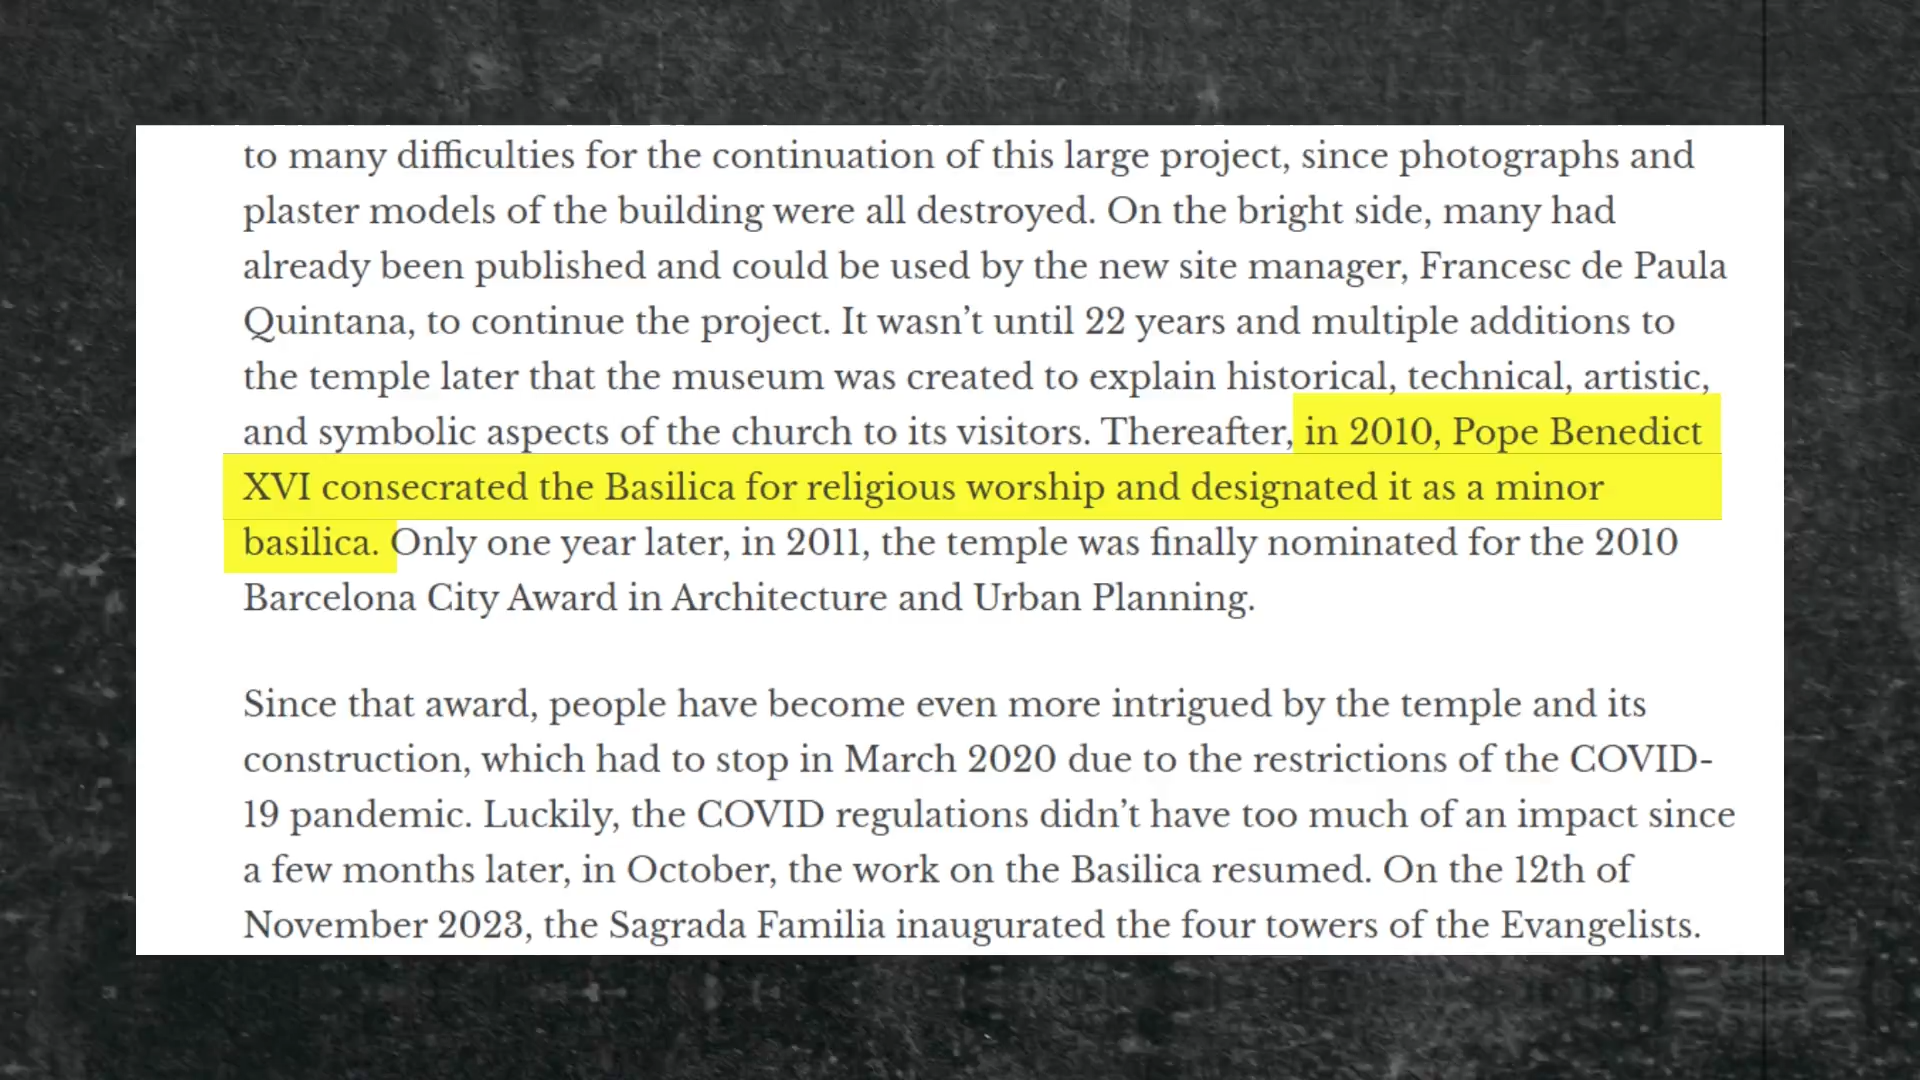 to many difficulties for the continuation of this large project, since photographs and
plaster models of the building were all destroyed. On the bright side, many had
already been published and could be used by the new site manager, Francesc de Paula
Quintana, to continue the project. It wasn’t until 22 years and multiple additions to
the temple later that the museum was created to explain historical, technical, artistic,
and symbolic aspects of the church to its visitors. Thereafter, in 2010, Pope Benedict
XVI consecrated the Basilica for religious worship and designated it as a minor
basilica. Only one year later, in 2011, the temple was finally nominated for the 2010
Barcelona City Award in Architecture and Urban Planning.
Since that award, people have become even more intrigued by the temple and its
construction, which had to stop in March 2020 due to the restrictions of the COVID-
19 pandemic. Luckily, the COVID regulations didn’t have too much of an impact since
a few months later, in October, the work on the Basilica resumed. On the 12th of
November 2023, the Sagrada Familia inaugurated the four towers of the Evangelists.